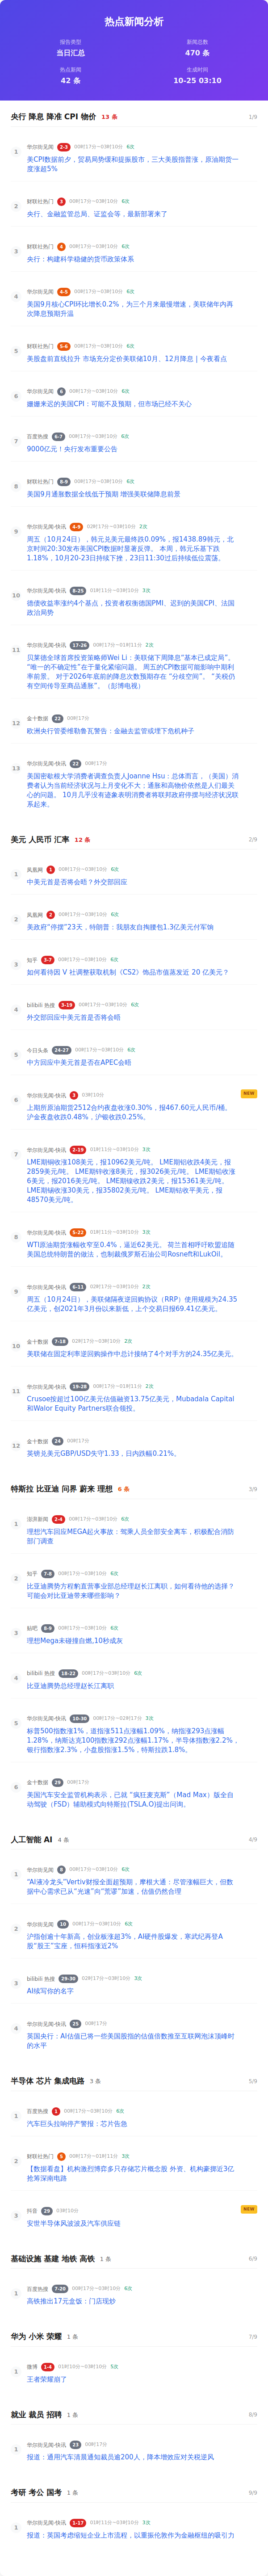 热点新闻分析
报告类型
新闻总数
当日汇总
470 条
热点新闻
生成时间
42 条
10-25 03:10
央行 降息 降准 CPI 物价 13 条 1/9
1
华尔街见闻 2-3 00时17分~03时10分 6次
美CPI数据前夕，贸易局势缓和提振股市，三大美股指普涨，原油期货一
度涨超5%
2
财联社热门 3 00时17分~03时10分 6次
央行、金融监管总局、证监会等，最新部署来了
3
财联社热门 4 00时17分~03时10分 6次
央行：构建科学稳健的货币政策体系
4
华尔街见闻 4-5 00时17分~03时10分 6次
美国9月核心CPI环比增长0.2%，为三个月来最慢增速，美联储年内再
次降息预期升温
5
财联社热门 5-6 00时17分~03时10分 6次
美股盘前直线拉升 市场充分定价美联储10月、12月降息 | 今夜看点
6
华尔街见闻 6 00时17分~03时10分 6次
姗姗来迟的美国CPI：可能不及预期，但市场已经不关心
7
百度热搜 6-7 00时17分~03时10分 6次
9000亿元！央行发布重要公告
8
财联社热门 8-9 00时17分~03时10分 6次
美国9月通胀数据全线低于预期 增强美联储降息前景
9
华尔街见闻-快讯 4-9 02时17分~03时10分 2次
周五（10月24日），韩元兑美元最终跌0.09%，报1438.89韩元，北
京时间20:30发布美国CPI数据时显著反弹。 本周，韩元乐基下跌
1.18%，10月20-23日持续下挫，23日11:30过后持续低位震荡。
10
华尔街见闻-快讯 8-25 01时11分~03时10分 3次
德债收益率涨约4个基点，投资者权衡德国PMI、迟到的美国CPI、法国
政治局势
11
华尔街见闻-快讯 17-26 00时17分~01时11分 2次
贝莱德全球首席投资策略师Wei Li：美联储下周降息“基本已成定局”。
“唯一的不确定性”在于量化紧缩问题。 周五的CPI数据可能影响中期利
率前景。 对于2026年底前的降息次数预期存在 “分歧空间”。 “关税仍
有空间传导至商品通胀”。（彭博电视）
12
金十数据 22 00时17分
欧洲央行管委维勒鲁瓦警告：金融去监管或埋下危机种子
13
华尔街见闻-快讯 22 00时17分
美国密歇根大学消费者调查负责人Joanne Hsu：总体而言，（美国）消
费者认为当前经济状况与上月变化不大；通胀和高物价依然是人们最关
心的问题。 10月几乎没有迹象表明消费者将联邦政府停摆与经济状况联
系起来。
美元 人民币 汇率 12 条 2/9
1
凤凰网 1 00时17分~03时10分 6次
中美元首是否将会晤？外交部回应
2
凤凰网 2 00时17分~03时10分 6次
美政府“停摆”23天，特朗普：我朋友自掏腰包1.3亿美元付军饷
3
知乎 3-7 00时17分~03时10分 6次
如何看待因 V 社调整获取机制《CS2》饰品市值蒸发近 20 亿美元？
4
bilibili 热搜 3-19 00时17分~03时10分 6次
外交部回应中美元首是否将会晤
5
今日头条 24-27 00时17分~03时10分 6次
中方回应中美元首是否在APEC会晤
6
华尔街见闻-快讯 3 03时10分
NEW
上期所原油期货2512合约夜盘收涨0.30%，报467.60元人民币/桶。
沪金夜盘收跌0.48%，沪银收跌0.25%。
7
华尔街见闻-快讯 2-19 01时11分~03时10分 3次
LME期铜收涨108美元，报10962美元/吨。 LME期铝收跌4美元，报
2859美元/吨。 LME期锌收涨8美元，报3026美元/吨。 LME期铅收涨
6美元，报2016美元/吨。 LME期镍收跌2美元，报15361美元/吨。
LME期锡收涨30美元，报35802美元/吨。 LME期钴收平美元，报
48570美元/吨。
8
华尔街见闻-快讯 5-22 01时11分~03时10分 3次
WTI原油期货涨幅收窄至0.4%，逼近62美元。 荷兰首相呼吁欧盟追随
美国总统特朗普的做法，也制裁俄罗斯石油公司Rosneft和LukOil。
9
华尔街见闻-快讯 6-11 02时17分~03时10分 2次
周五（10月24日），美联储隔夜逆回购协议（RRP）使用规模为24.35
亿美元，创2021年3月份以来新低，上个交易日报69.41亿美元。
10
金十数据 7-18 02时17分~03时10分 2次
美联储在固定利率逆回购操作中总计接纳了4个对手方的24.35亿美元。
11
华尔街见闻-快讯 19-28 00时17分~01时11分 2次
Crusoe按超过100亿美元估值融资13.75亿美元，Mubadala Capital
和Walor Equity Partners联合领投。
12
金十数据 24 00时17分
英镑兑美元GBP/USD失守1.33，日内跌幅0.21%。
特斯拉 比亚迪 问界 蔚来 理想 6 条 3/9
1
澎湃新闻 2-4 00时17分~03时10分 6次
理想汽车回应MEGA起火事故：驾乘人员全部安全离车，积极配合消防
部门调查
2
知乎 7-8 00时17分~03时10分 6次
比亚迪腾势方程豹直营事业部总经理赵长江离职，如何看待他的选择？
可能会对比亚迪带来哪些影响？
3
贴吧 8-9 00时17分~03时10分 6次
理想Mega未碰撞自燃,10秒成灰
4
bilibili 热搜 18-22 00时17分~03时10分 6次
比亚迪腾势总经理赵长江离职
5
华尔街见闻-快讯 10-30 00时17分~02时17分 3次
标普500指数涨1%，道指涨511点涨幅1.09%，纳指涨293点涨幅
1.28%，纳斯达克100指数涨292点涨幅1.17%，半导体指数涨2.2%，
银行指数涨2.3%，小盘股指涨1.5%，特斯拉跌1.8%。
6
金十数据 29 00时17分
美国汽车安全监管机构表示，已就 "疯狂麦克斯"（Mad Max）版全自
动驾驶（FSD）辅助模式向特斯拉(TSLA.O)提出问询。
人工智能 AI 4 条 4/9
1
华尔街见闻 8 00时17分~03时10分 6次
“AI液冷龙头”Vertiv财报全面超预期，摩根大通：尽管涨幅巨大，但数
据中心需求已从“光速”向“荒谬”加速，估值仍然合理
2
华尔街见闻 10 00时17分~03时10分 6次
沪指创逾十年新高，创业板涨超3%，AI硬件股爆发，寒武纪再登A
股“股王”宝座，恒科指涨近2%
3
bilibili 热搜 29-30 02时17分~03时10分 3次
AI续写你的名字
4
华尔街见闻-快讯 25 00时17分
英国央行：AI估值已将一些美国股指的估值倍数推至互联网泡沫顶峰时
的水平
半导体 芯片 集成电路 3 条 5/9
1
百度热搜 1 00时17分~03时10分 6次
汽车巨头拉响停产警报：芯片告急
2
财联社热门 5 00时17分~01时11分 3次
【数据看盘】机构激烈博弈多只存储芯片概念股 外资、机构豪掷近3亿
抢筹深南电路
3
抖音 29 03时10分
NEW
安世半导体风波波及汽车供应链
基础设施 基建 地铁 高铁 1 条 6/9
1
百度热搜 7-20 00时17分~03时10分 6次
高铁推出17元盒饭：门店现炒
华为 小米 荣耀 1 条 7/9
1
微博 1-4 01时10分~03时10分 5次
王者荣耀崩了
就业 裁员 招聘 1 条 8/9
1
华尔街见闻-快讯 23 00时17分
报道：通用汽车清晨通知裁员逾200人，降本增效应对关税逆风
考研 考公 国考 1 条 9/9
1
华尔街见闻-快讯 1-17 01时11分~03时10分 3次
报道：英国考虑缩短企业上市流程，以重振伦敦作为金融枢纽的吸引力